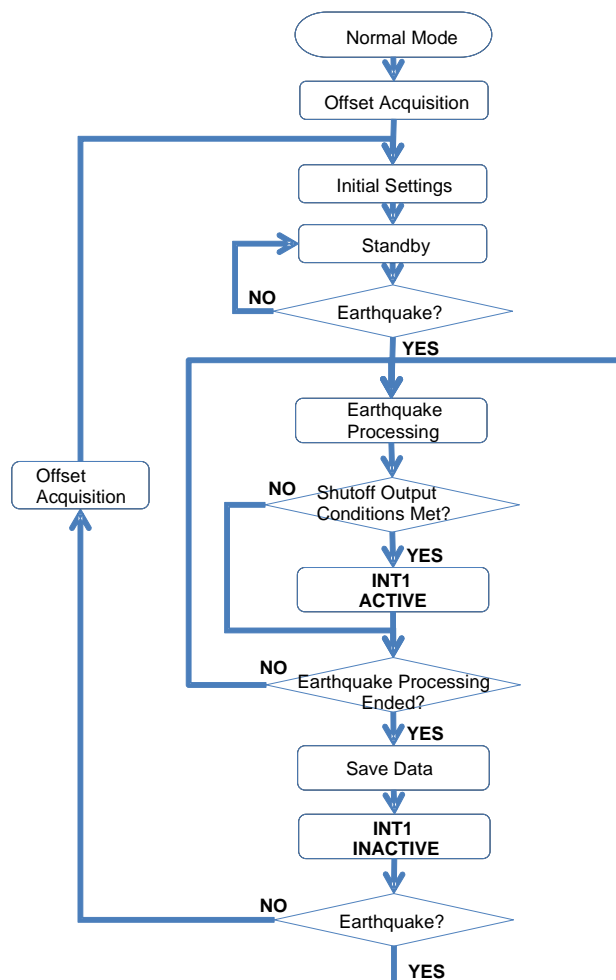 Normal Mode
Offset Acquisition
Initial Settings
Standby
NO
Earthquake?
YES
Earthquake
Processing
Offset
Acquisition
NO
Shutoff Output
Conditions Met?
YES
INT1
ACTIVE
NO
Earthquake Processing
Ended?
YES
Save Data
INT1
INACTIVE
NO
Earthquake?
YES